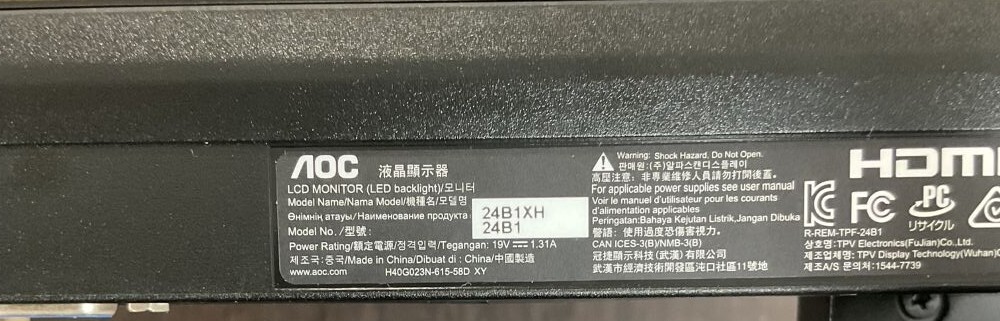 AOC 液晶顯示器
LCD MONITOR (LED backlight)/모니터
Model Name/Nama Model/機種名/모델명
Өнімнің атауы/Наименование продукта
Model No./型號:
24B1XH
24B1
Power Rating/額定電源/정격입력/Tegangan: 19V ⎓ 1.31A
제조국:중국/Made in China/Dibuat di : China/中國製造
www.aoc.com H40G023N-615-58D XY
Warning: Shock Hazard. Do Not Open.
판매원:(주)알파스캔디스플레이
高壓注意: 非專業維修人員請勿打開後蓋。
For applicable power supplies see user manual
Voir le manuel d'utilisateur pour les courants
d'alimentation applicables
Peringatan:Bahaya Kejutan Listrik,Jangan Dibuka
警語: 使用過度恐傷害視力。
CAN ICES-3(B)/NMB-3(B)
冠捷顯示科技(武漢)有限公司
武漢市經濟技術開發區沌口社區11號地
HDMI
FC PC
リサイクル
R-REM-TPF-24B1
상호명:TPV Electronics(FuJian)Co., Ltd.
제조업체명:TPV Display Technology(Wuhan)
제조A/S 문의처:1544-7739